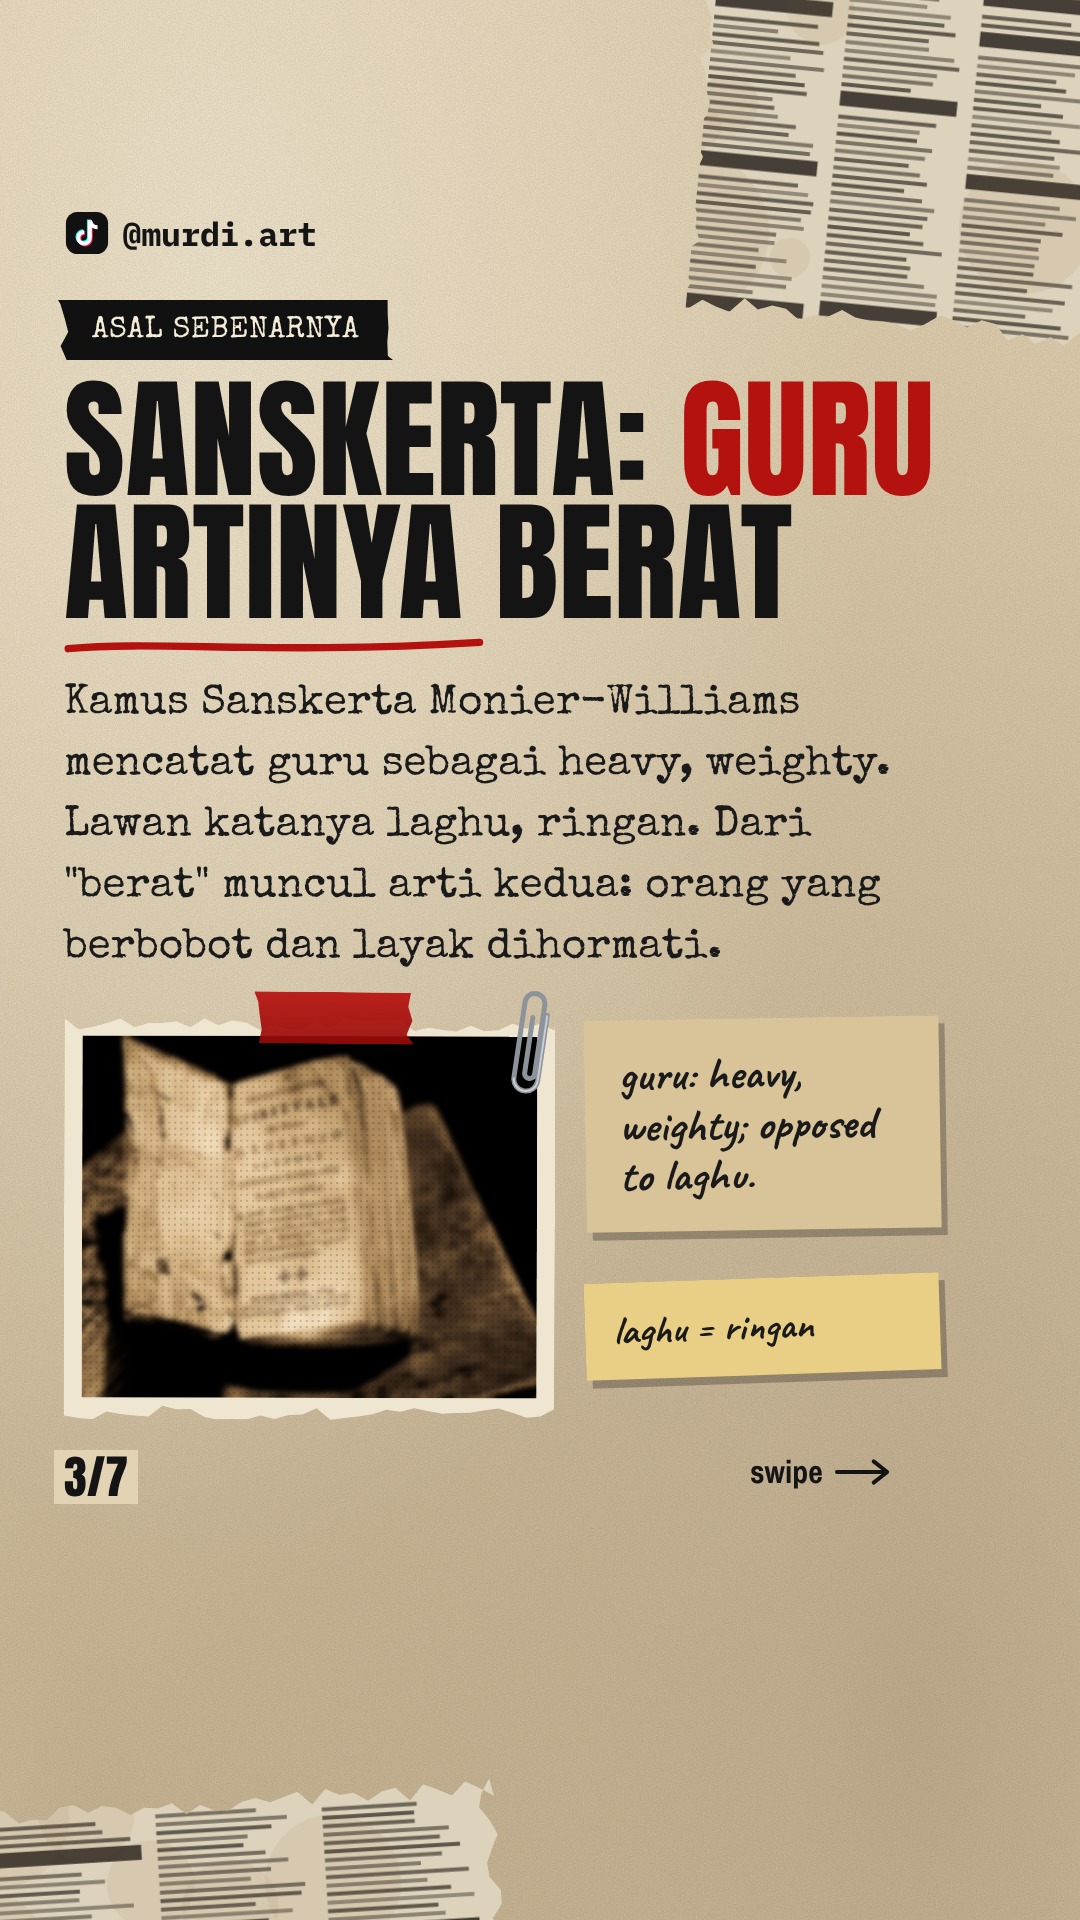 @murdi.art
ASAL SEBENARNYA
SANSKERTA: GURU
ARTINYA BERAT
Kamus Sanskerta Monier-Williams
mencatat guru sebagai heavy, weighty.
Lawan katanya laghu, ringan. Dari
"berat" muncul arti kedua: orang yang
berbobot dan layak dihormati.
guru: heavy,
weighty; opposed
to laghu.
laghu = ringan
3/7
swipe →